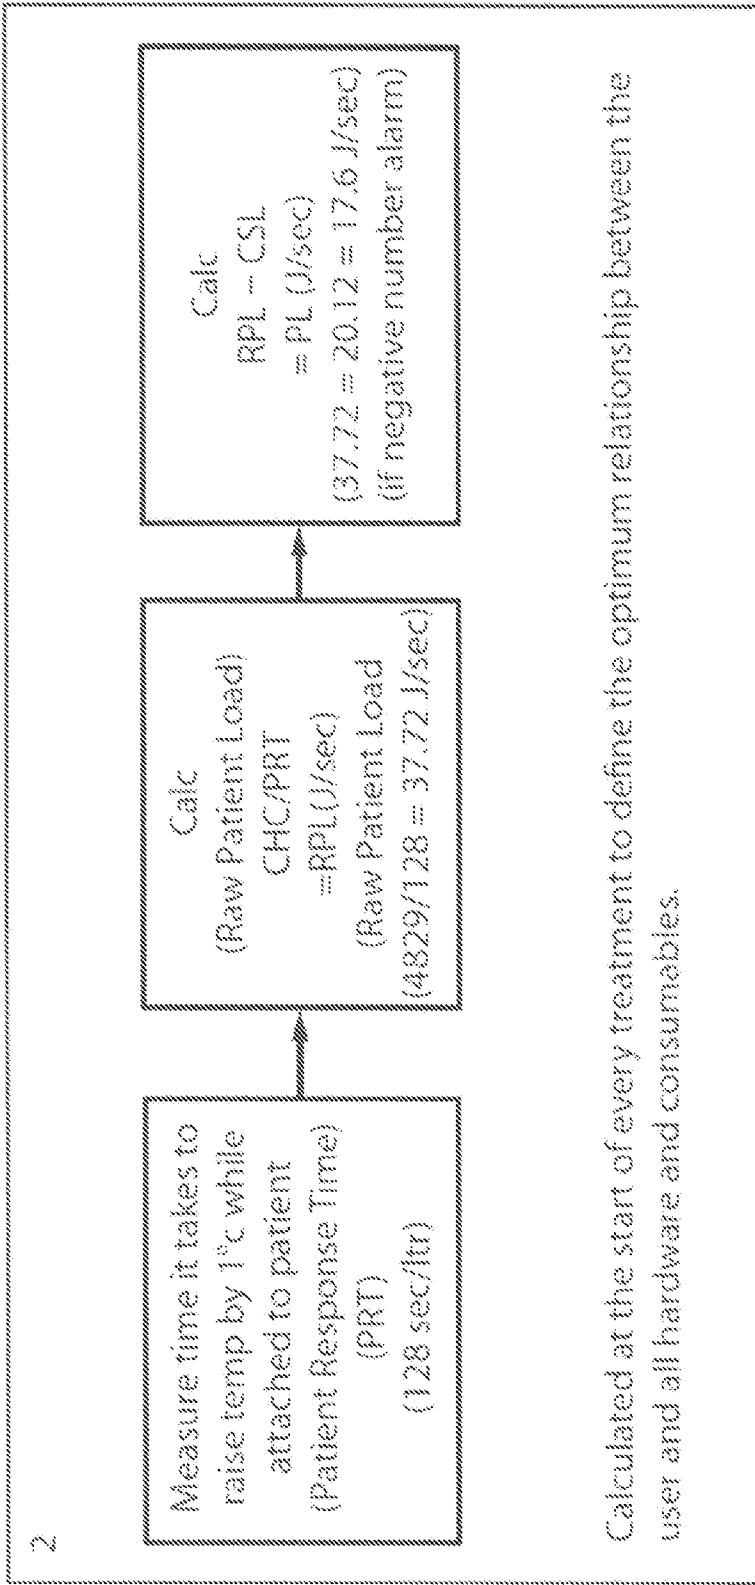 2
Measure time it takes to
raise temp by 1°c while
attached to patient
(Patient Response Time)
(PRT)
(128 sec/ltr)
Calc
(Raw Patient Load)
CHC/PRT
=RPL(J/sec)
(Raw Patient Load
(4829/128 = 37.72 J/sec)
Calc
RPL – CSL
= PL (J/sec)
(37.72 = 20.12 = 17.6 J/sec)
(if negative number alarm)
Calculated at the start of every treatment to define the optimum relationship between the
user and all hardware and consumables.